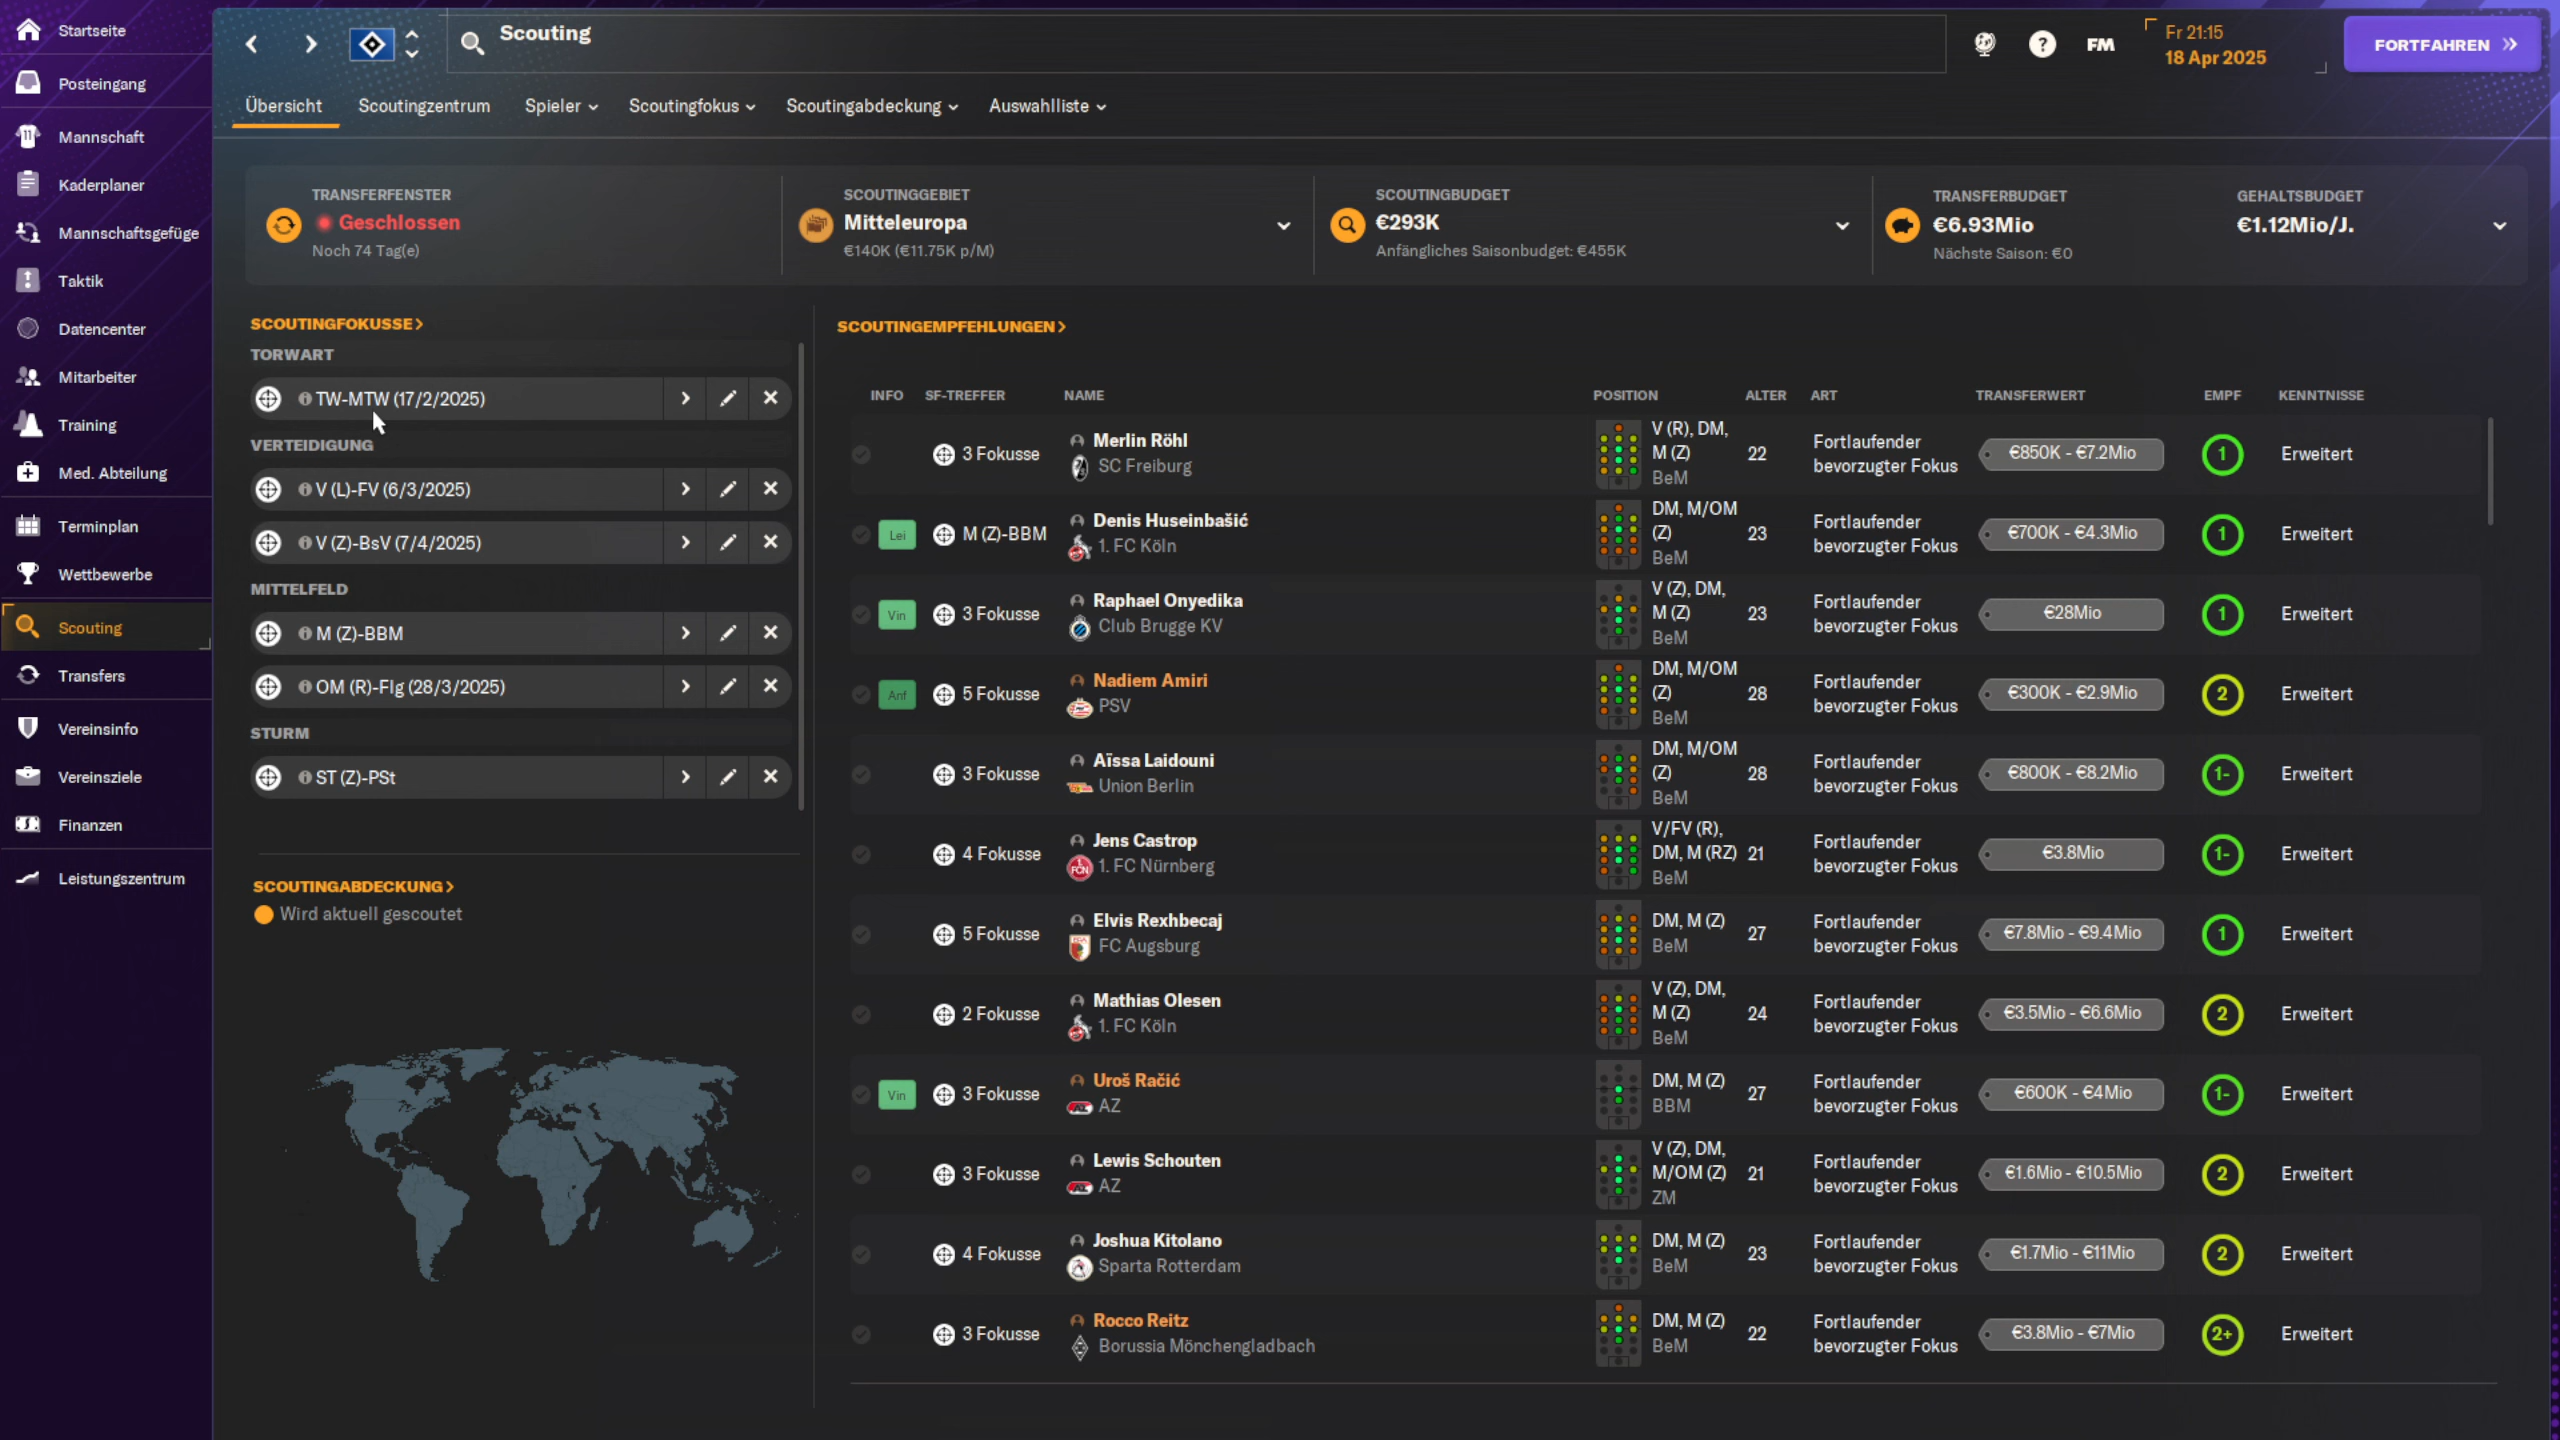 Startseite
Posteingang
Mannschaft
Kaderplaner
Mannschaftsgefüge
Taktik
Datencenter
Mitarbeiter
Training
Med. Abteilung
Terminplan
Wettbewerbe
Scouting
Transfers
Vereinsinfo
Vereinsziele
Finanzen
Leistungszentrum
Scouting
FM
Fr 21:15
18 Apr 2025
FORTFAHREN
Übersicht Scoutingzentrum Spieler Scoutingfokus Scoutingabdeckung Auswahlliste
TRANSFERFENSTER
Geschlossen
Noch 74 Tag(e)
SCOUTINGGEBIET
Mitteleuropa
€140K (€11.75K p/M)
SCOUTINGBUDGET
€293K
Anfängliches Saisonbudget: €455K
TRANSFERBUDGET
€6.93Mio
Nächste Saison: €0
GEHALTSBUDGET
€1.12Mio/J.
SCOUTINGFOKUSSE
TORWART
TW-MTW (17/2/2025)
VERTEIDIGUNG
V (L)-FV (6/3/2025)
V (Z)-BsV (7/4/2025)
MITTELFELD
M (Z)-BBM
OM (R)-Flg (28/3/2025)
STURM
ST (Z)-PSt
SCOUTINGABDECKUNG
Wird aktuell gescoutet
SCOUTINGEMPFEHLUNGEN
INFO SF-TREFFER NAME POSITION ALTER ART TRANSFERWERT EMPF KENNTNISSE
3 Fokusse
Merlin Röhl
SC Freiburg
V (R), DM,
M (Z)
BeM
22
Fortlaufender
bevorzugter Fokus
€850K - €7.2Mio
1
Erweitert
Lei
M (Z)-BBM
Denis Huseinbašić
1. FC Köln
DM, M/OM
(Z)
BeM
23
Fortlaufender
bevorzugter Fokus
€700K - €4.3Mio
1
Erweitert
Vin
3 Fokusse
Raphael Onyedika
Club Brugge KV
V (Z), DM,
M (Z)
BeM
23
Fortlaufender
bevorzugter Fokus
€28Mio
1
Erweitert
Anf
5 Fokusse
Nadiem Amiri
PSV
DM, M/OM
(Z)
BeM
28
Fortlaufender
bevorzugter Fokus
€300K - €2.9Mio
2
Erweitert
3 Fokusse
Aïssa Laidouni
Union Berlin
DM, M/OM
(Z)
BeM
28
Fortlaufender
bevorzugter Fokus
€800K - €8.2Mio
1-
Erweitert
4 Fokusse
Jens Castrop
1. FC Nürnberg
V/FV (R),
DM, M (RZ)
BeM
21
Fortlaufender
bevorzugter Fokus
€3.8Mio
1-
Erweitert
5 Fokusse
Elvis Rexhbecaj
FC Augsburg
DM, M (Z)
BeM
27
Fortlaufender
bevorzugter Fokus
€7.8Mio - €9.4Mio
1
Erweitert
2 Fokusse
Mathias Olesen
1. FC Köln
V (Z), DM,
M (Z)
BeM
24
Fortlaufender
bevorzugter Fokus
€3.5Mio - €6.6Mio
2
Erweitert
Vin
3 Fokusse
Uroš Račić
AZ
DM, M (Z)
BBM
27
Fortlaufender
bevorzugter Fokus
€600K - €4Mio
1-
Erweitert
3 Fokusse
Lewis Schouten
AZ
V (Z), DM,
M/OM (Z)
ZM
21
Fortlaufender
bevorzugter Fokus
€1.6Mio - €10.5Mio
2
Erweitert
4 Fokusse
Joshua Kitolano
Sparta Rotterdam
DM, M (Z)
BeM
23
Fortlaufender
bevorzugter Fokus
€1.7Mio - €11Mio
2
Erweitert
3 Fokusse
Rocco Reitz
Borussia Mönchengladbach
DM, M (Z)
BeM
22
Fortlaufender
bevorzugter Fokus
€3.8Mio - €7Mio
2+
Erweitert